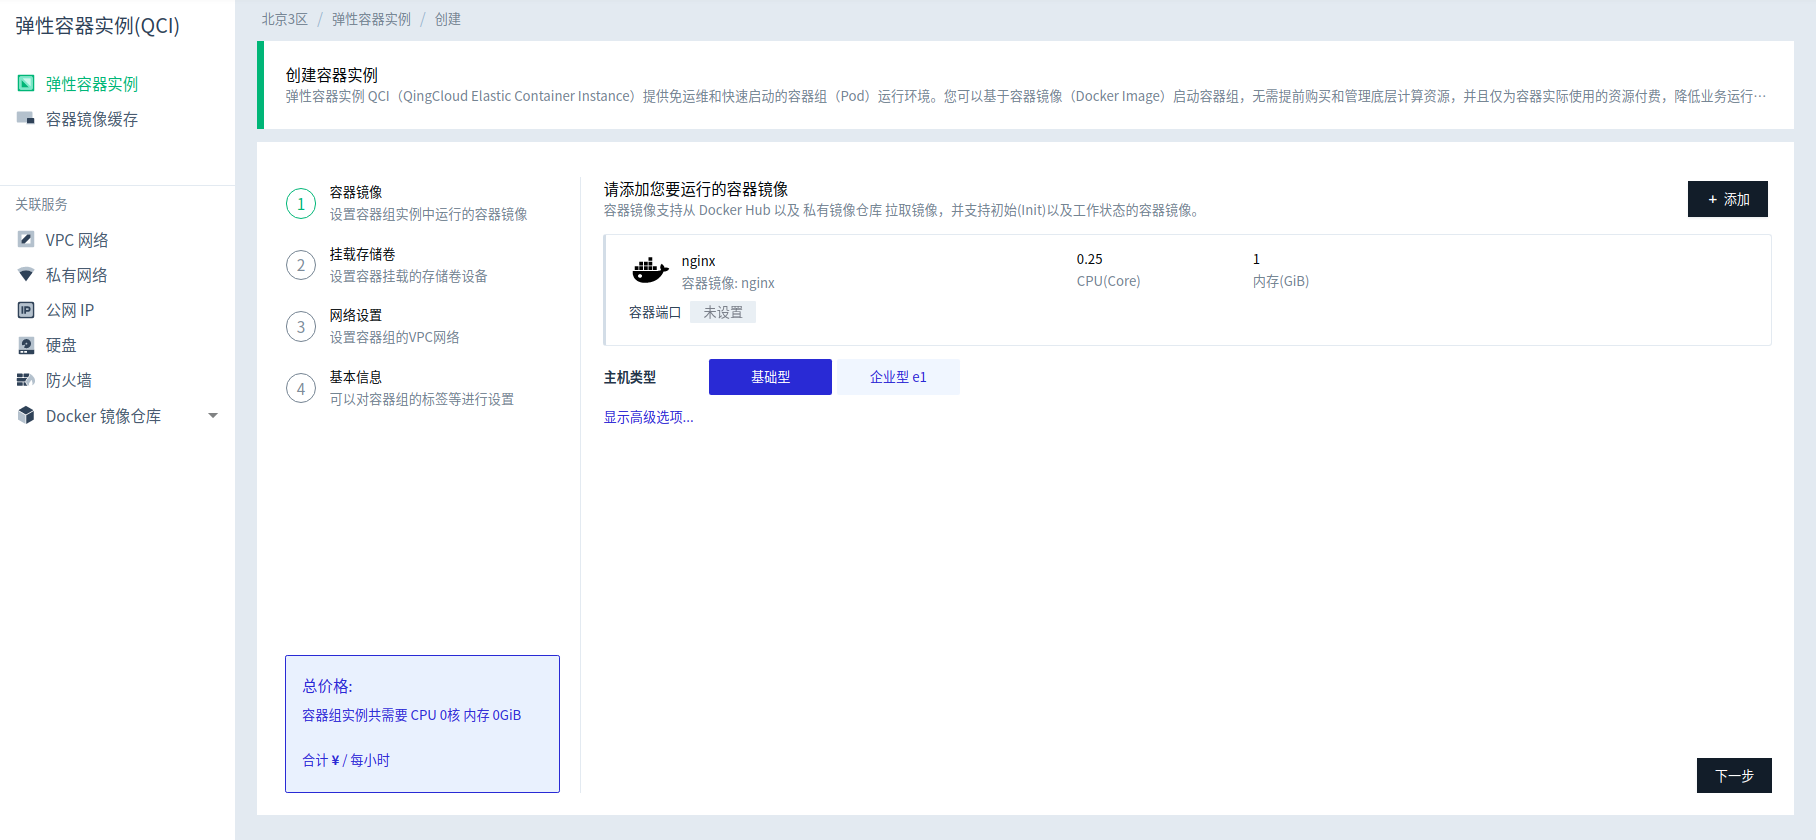 弹性容器实例(QCI)
弹性容器实例
容器镜像缓存
关联服务
VPC 网络
私有网络
公网 IP
硬盘
防火墙
Docker 镜像仓库
北京3区 / 弹性容器实例 / 创建
创建容器实例
弹性容器实例 QCI（QingCloud Elastic Container Instance）提供免运维和快速启动的容器组（Pod）运行环境。您可以基于容器镜像（Docker Image）启动容器组，无需提前购买和管理底层计算资源，并且仅为容器实际使用的资源付费，降低业务运行…
1
容器镜像
设置容器组实例中运行的容器镜像
2
挂载存储卷
设置容器挂载的存储卷设备
3
网络设置
设置容器组的VPC网络
4
基本信息
可以对容器组的标签等进行设置
总价格:
容器组实例共需要 CPU 0核 内存 0GiB
合计 ¥ / 每小时
请添加您要运行的容器镜像
容器镜像支持从 Docker Hub 以及 私有镜像仓库 拉取镜像，并支持初始(Init)以及工作状态的容器镜像。
+ 添加
nginx
容器镜像: nginx
0.25
CPU(Core)
1
内存(GiB)
容器端口 未设置
主机类型 基础型 企业型 e1
显示高级选项...
下一步